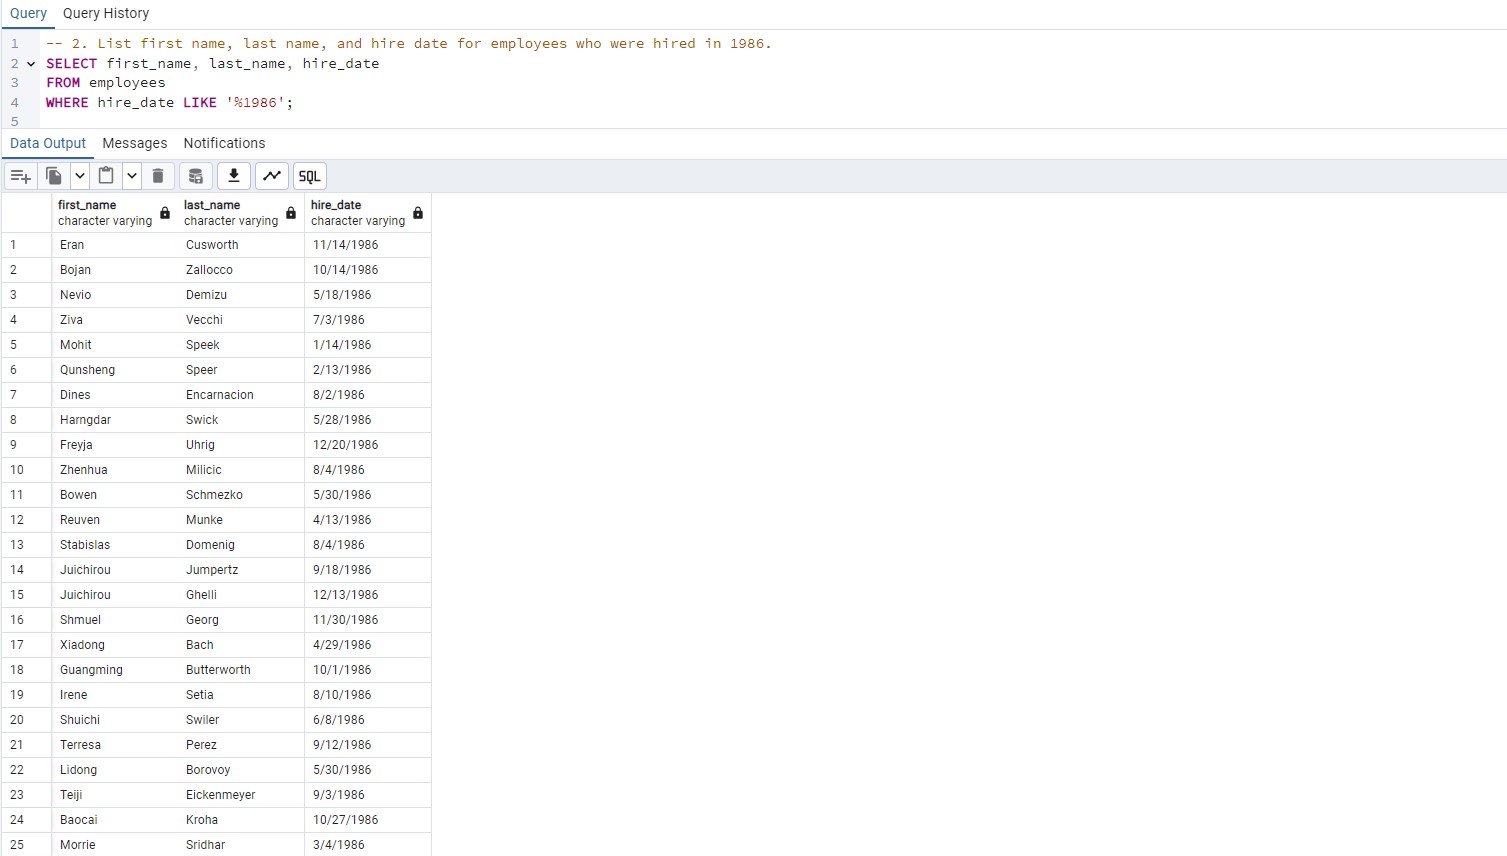 Query Query History
1 -- 2. List first name, last name, and hire date for employees who were hired in 1986.
2 SELECT first_name, last_name, hire_date
3 FROM employees
4 WHERE hire_date LIKE '%1986';
5
Data Output Messages Notifications
SQL
first_name last_name hire_date
character varying character varying character varying
1 Eran Cusworth 11/14/1986
2 Bojan Zallocco 10/14/1986
3 Nevio Demizu 5/18/1986
4 Ziva Vecchi 7/3/1986
5 Mohit Speek 1/14/1986
6 Qunsheng Speer 2/13/1986
7 Dines Encarnacion 8/2/1986
8 Harngdar Swick 5/28/1986
9 Freyja Uhrig 12/20/1986
10 Zhenhua Milicic 8/4/1986
11 Bowen Schmezko 5/30/1986
12 Reuven Munke 4/13/1986
13 Stabislas Domenig 8/4/1986
14 Juichirou Jumpertz 9/18/1986
15 Juichirou Ghelli 12/13/1986
16 Shmuel Georg 11/30/1986
17 Xiadong Bach 4/29/1986
18 Guangming Butterworth 10/1/1986
19 Irene Setia 8/10/1986
20 Shuichi Swiler 6/8/1986
21 Terresa Perez 9/12/1986
22 Lidong Borovoy 5/30/1986
23 Teiji Eickenmeyer 9/3/1986
24 Baocai Kroha 10/27/1986
25 Morrie Sridhar 3/4/1986